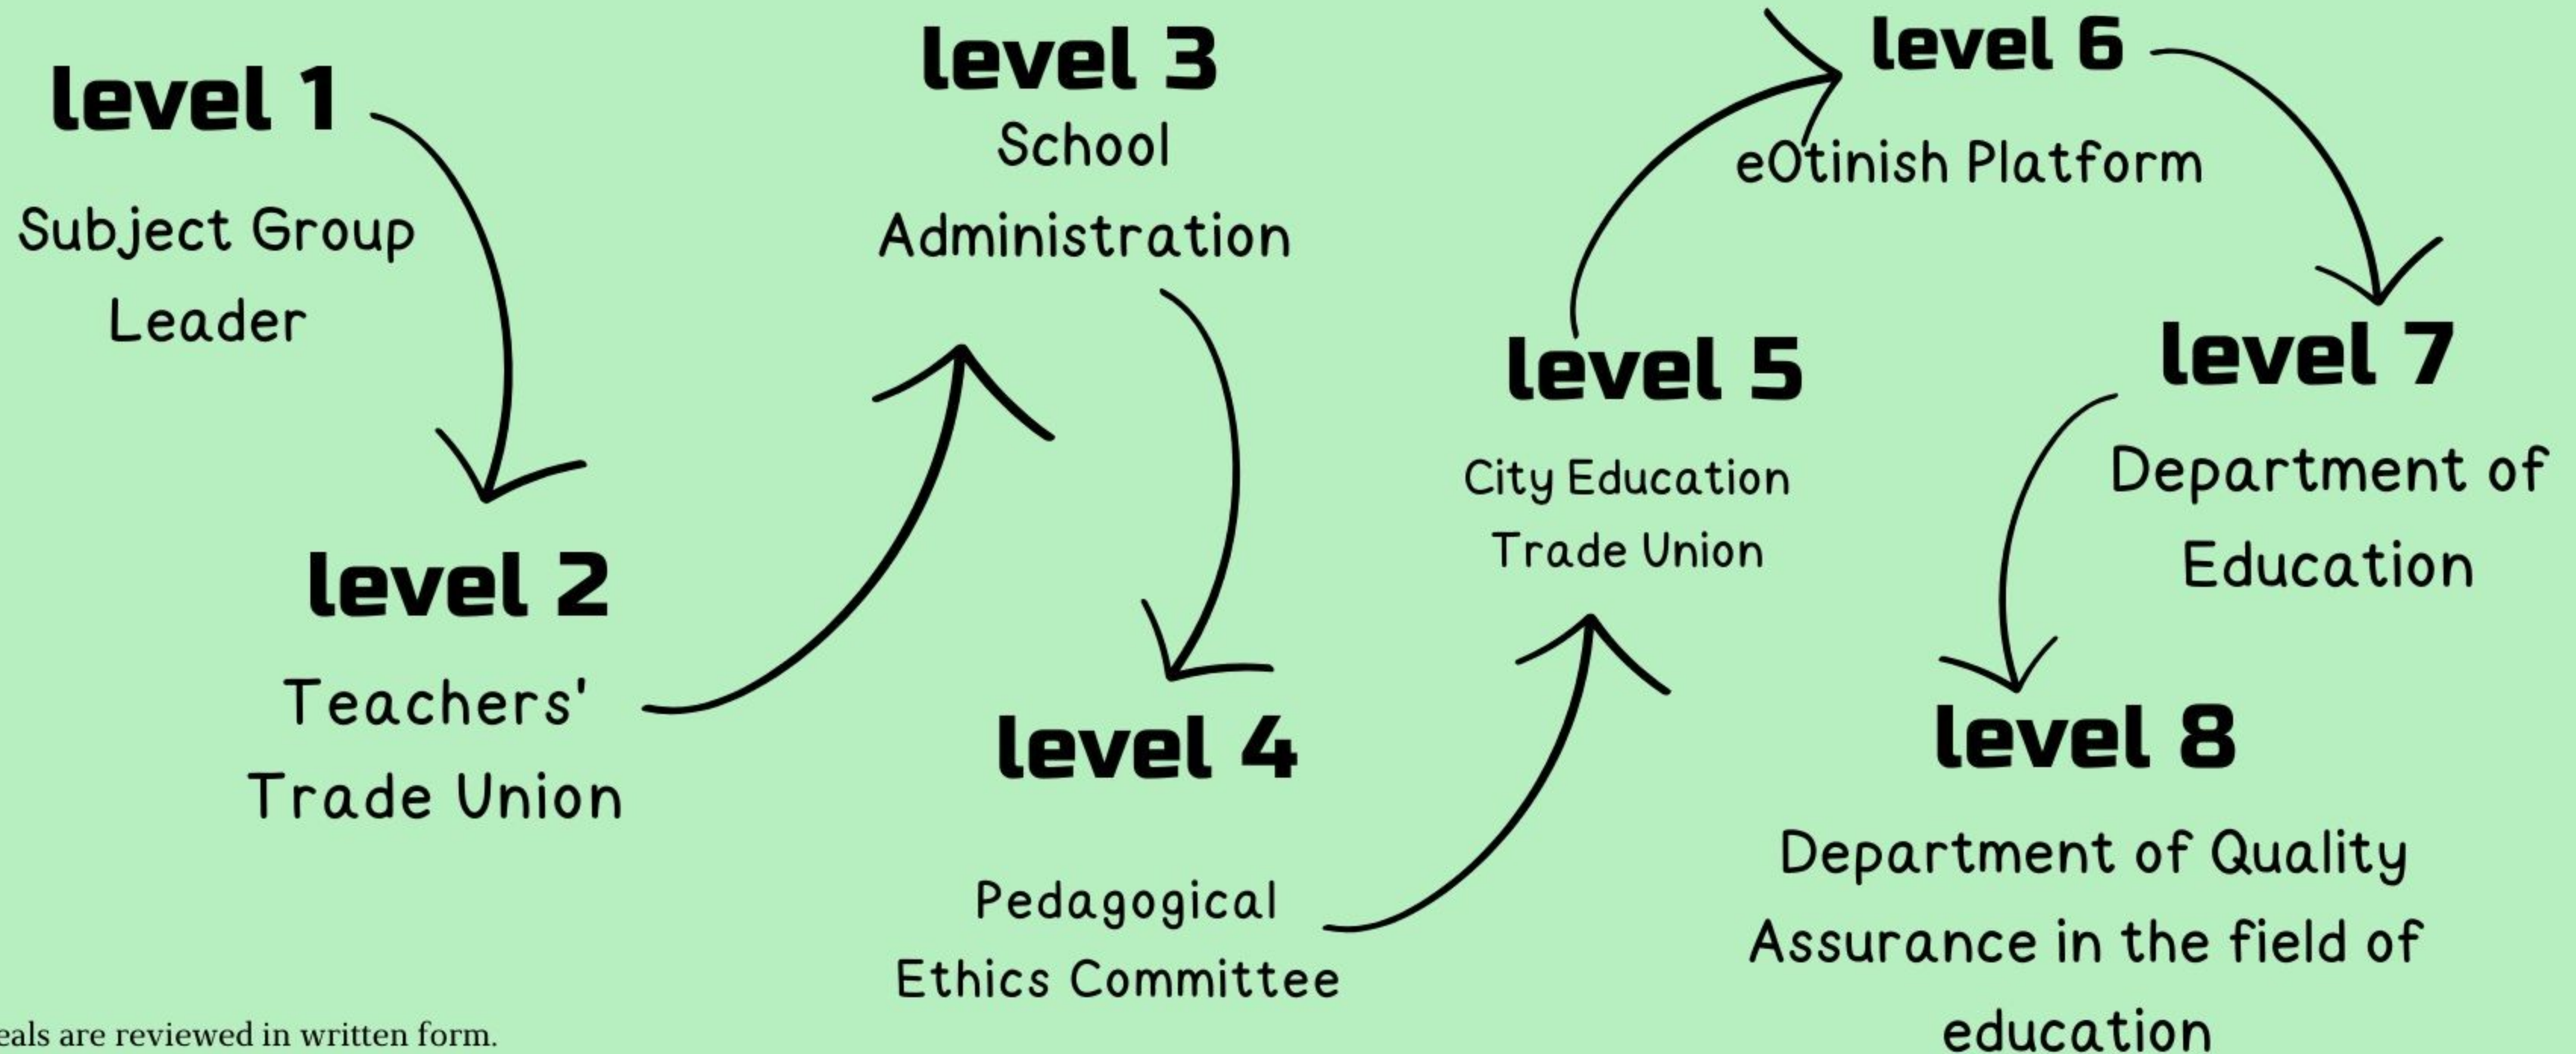 level 1
Subject Group
Leader
level 2
Teachers'
Trade Union
level 3
School
Administration
level 4
Pedagogical
Ethics Committee
level 5
City Education
Trade Union
level 6
eOtinish Platform
level 7
Department of
Education
level 8
Department of Quality
Assurance in the field of
education
are reviewed in written form.